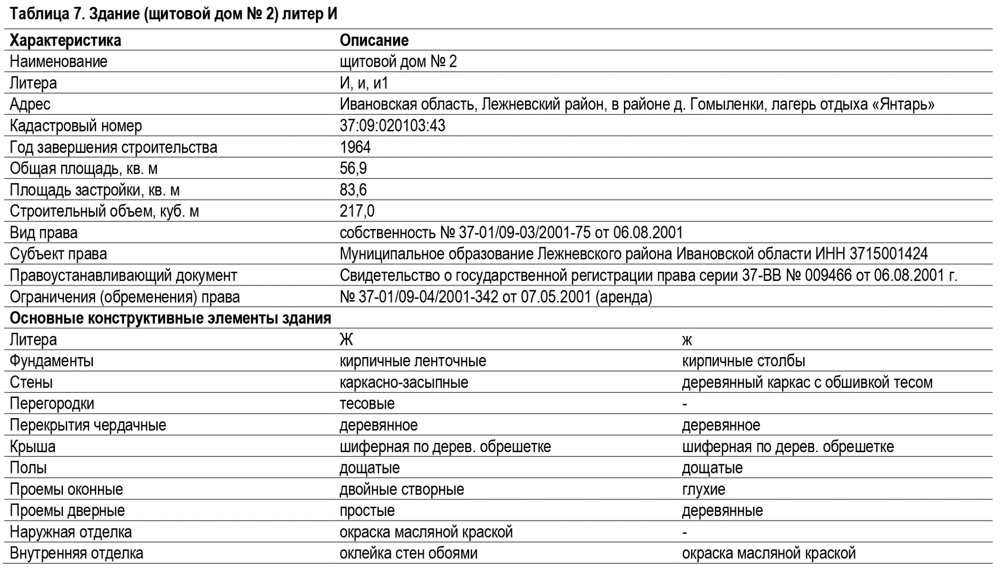 Таблица 7. Здание (щитовой дом № 2) литер И
Характеристика Описание
Наименование щитовой дом № 2
Литера И, и, и1
Адрес Ивановская область, Лежневский район, в районе д. Гомыленки, лагерь отдыха «Янтарь»
Кадастровый номер 37:09:020103:43
Год завершения строительства 1964
Общая площадь, кв. м 56,9
Площадь застройки, кв. м 83,6
Строительный объем, куб. м 217,0
Вид права собственность № 37-01/09-03/2001-75 от 06.08.2001
Субъект права Муниципальное образование Лежневского района Ивановской области ИНН 3715001424
Правоустанавливающий документ Свидетельство о государственной регистрации права серии 37-ВВ № 009466 от 06.08.2001 г.
Ограничения (обременения) права № 37-01/09-04/2001-342 от 07.05.2001 (аренда)
Основные конструктивные элементы здания
Литера Ж ж
Фундаменты кирпичные ленточные кирпичные столбы
Стены каркасно-засыпные деревянный каркас с обшивкой тесом
Перегородки тесовые -
Перекрытия чердачные деревянное деревянное
Крыша шиферная по дерев. обрешетке шиферная по дерев. обрешетке
Полы дощатые дощатые
Проемы оконные двойные створные глухие
Проемы дверные простые деревянные
Наружная отделка окраска масляной краской -
Внутренняя отделка оклейка стен обоями окраска масляной краской